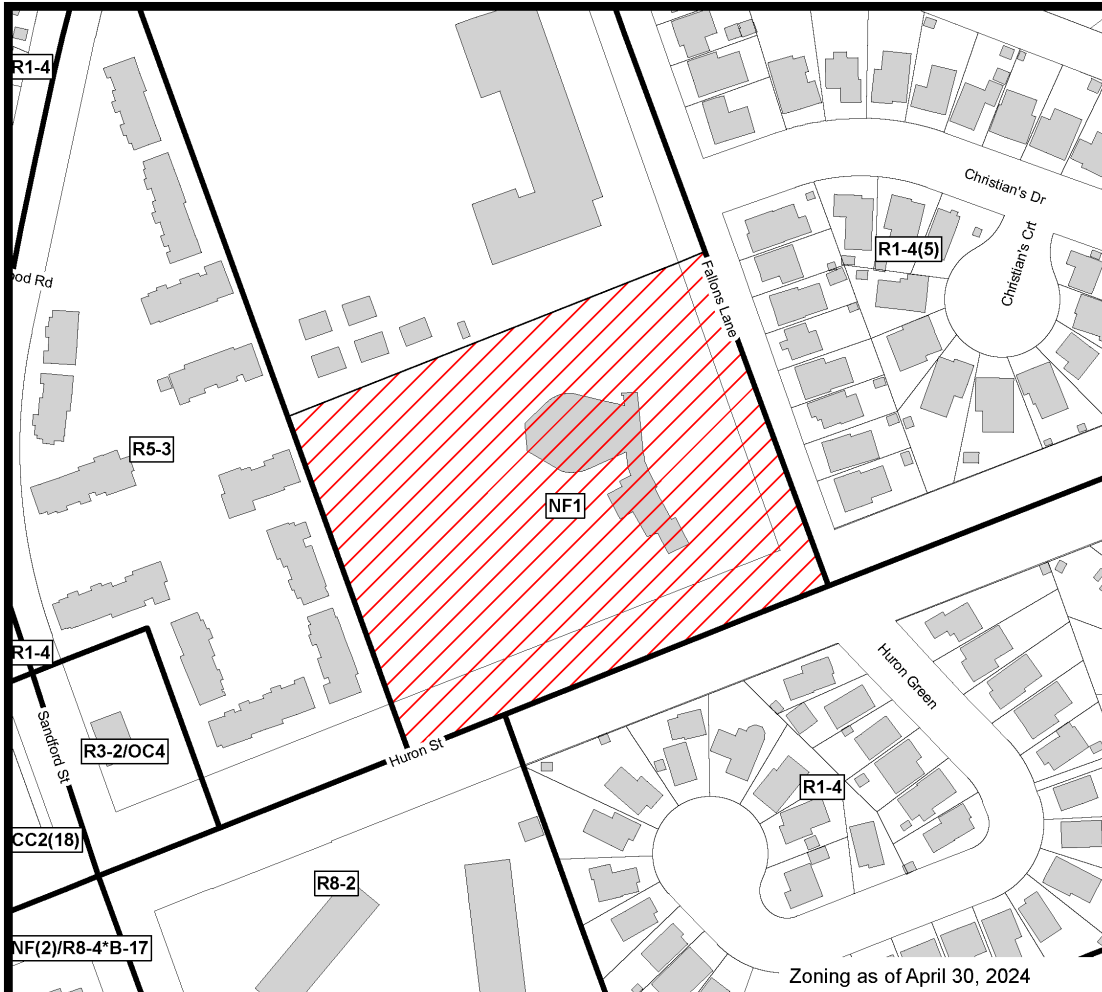 R1-4
Christian's Dr
R1-4(5)
Christian's Crt
ood Rd
Fallons Lane
R5-3
NF1
R1-4
Huron Green
Sandford St
R3-2/OC4
Huron St
R1-4
CC2(18)
R8-2
NF(2)/R8-4*B-17
Zoning as of April 30, 2024